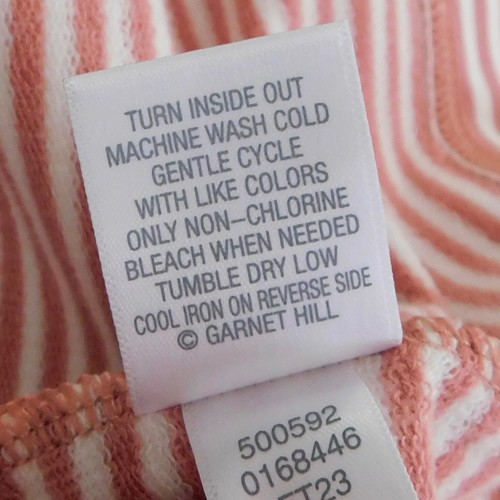 TURN INSIDE OUT
MACHINE WASH COLD
GENTLE CYCLE
WITH LIKE COLORS
ONLY NON-CHLORINE
BLEACH WHEN NEEDED
TUMBLE DRY LOW
COOL IRON ON REVERSE SIDE
© GARNET HILL
500592
0168446